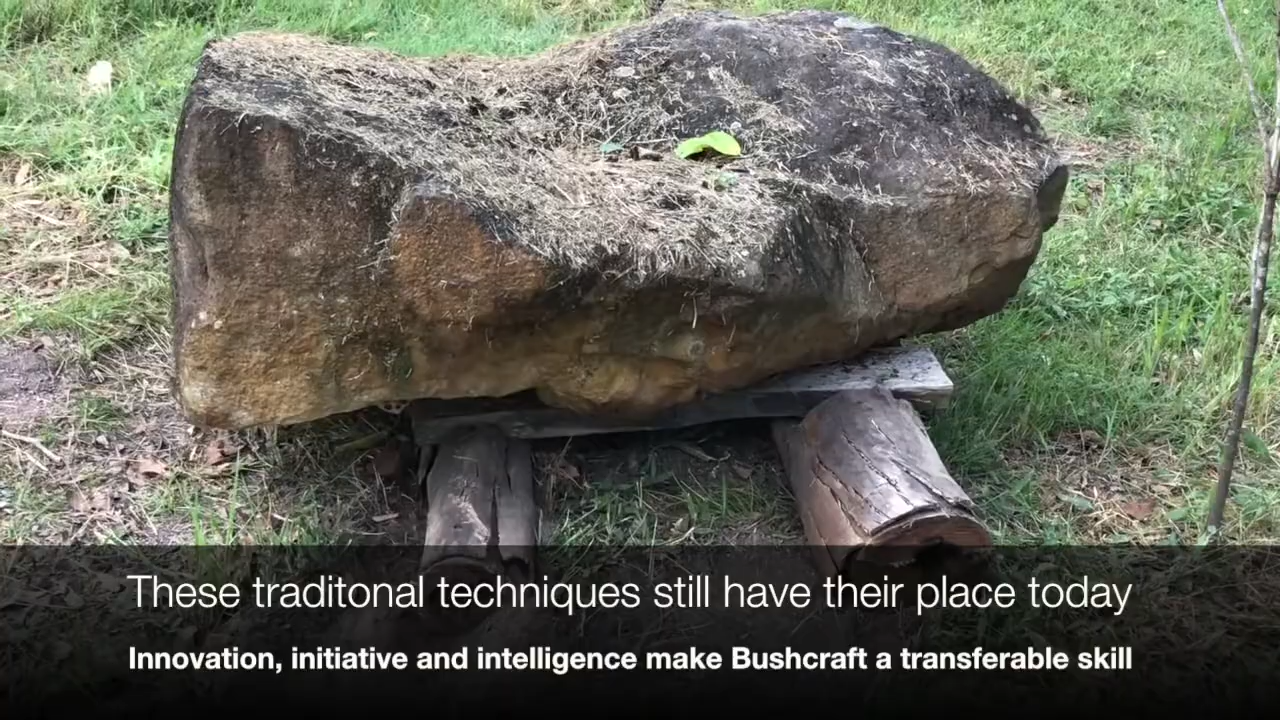 These traditonal techniques still have their place today
Innovation, initiative and intelligence make Bushcraft a transferable skill